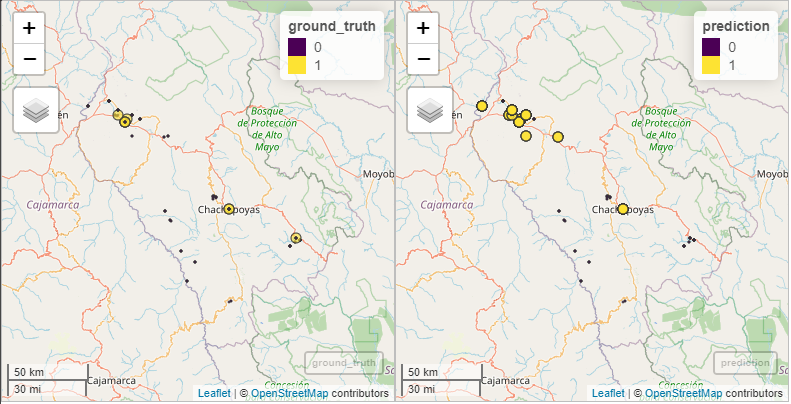 +
−
ground_truth
0
1
én
Bosque
de Protección
de Alto
Mayo
Moyob
Cajamarca
Chachapoyas
50 km
30 mi
Cajamarca
ground_truth
Cancesión
Leaflet | © OpenStreetMap contributors
+
−
prediction
0
1
én
Bosque
de Protección
de Alto
Mayo
Moyob
Cajamarca
Chachapoyas
50 km
30 mi
Cajamarca
prediction
Leaflet | © OpenStreetMap contributors